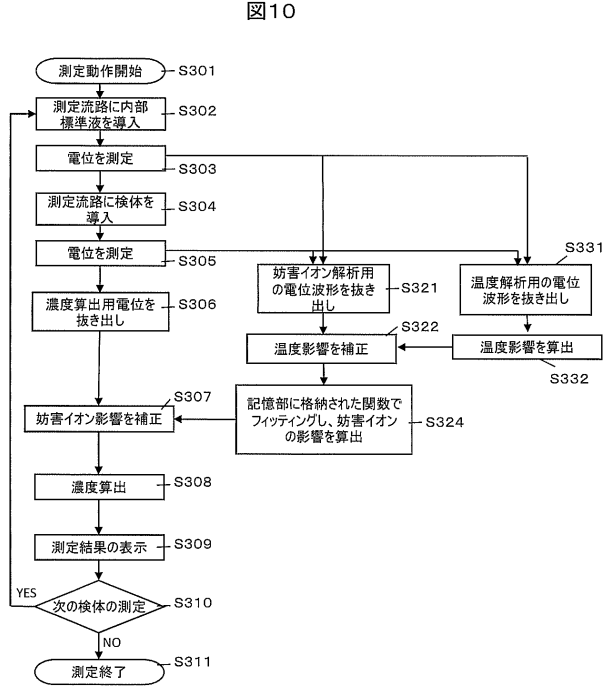 図10
測定動作開始
S301
測定流路に内部
標準液を導入
S302
電位を測定
S303
測定流路に検体を
導入
S304
電位を測定
S305
濃度算出用電位を
抜き出し
S306
妨害イオン解析用
の電位波形を抜き
出し
S321
温度解析用の電位
波形を抜き出し
S331
温度影響を補正
S322
温度影響を算出
S332
妨害イオン影響を補正
S307
記憶部に格納された関数で
フィッティングし、妨害イオン
の影響を算出
S324
濃度算出
S308
測定結果の表示
S309
YES
次の検体の測定
S310
NO
測定終了
S311